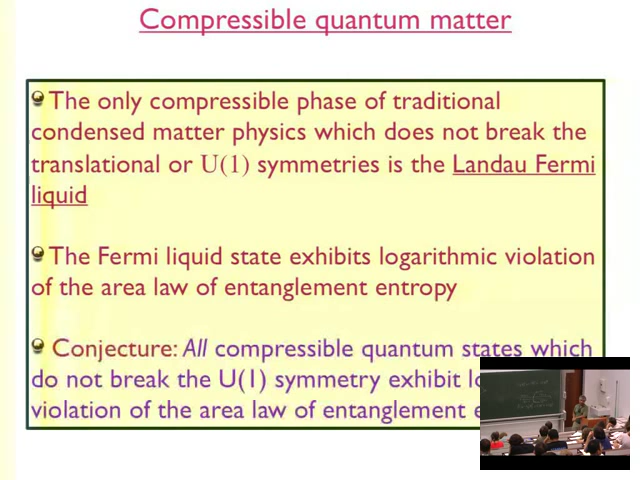 Compressible quantum matter
The only compressible phase of traditional
condensed matter physics which does not break the
translational or U(1) symmetries is the Landau Fermi
liquid
The Fermi liquid state exhibits logarithmic violation
of the area law of entanglement entropy
Conjecture: All compressible quantum states which
do not break the U(1) symmetry exhibit
violation of the area law of entanglement